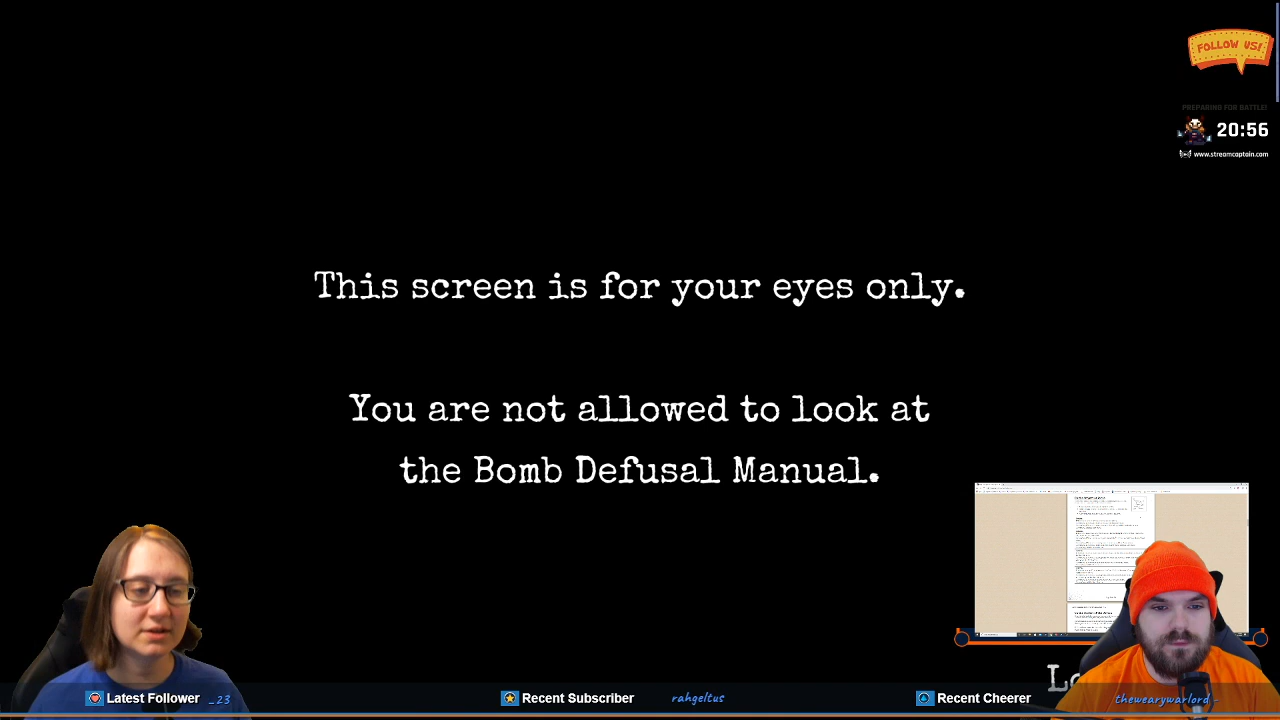 FOLLOW US!
PREPARING FOR BATTLE!
20:56
www.streamcaptain.com
This screen is for your eyes only.
You are not allowed to look at
the Bomb Defusal Manual.
Latest Follower _23
Recent Subscriber rahgeltus
Recent Cheerer thewearywarlord -